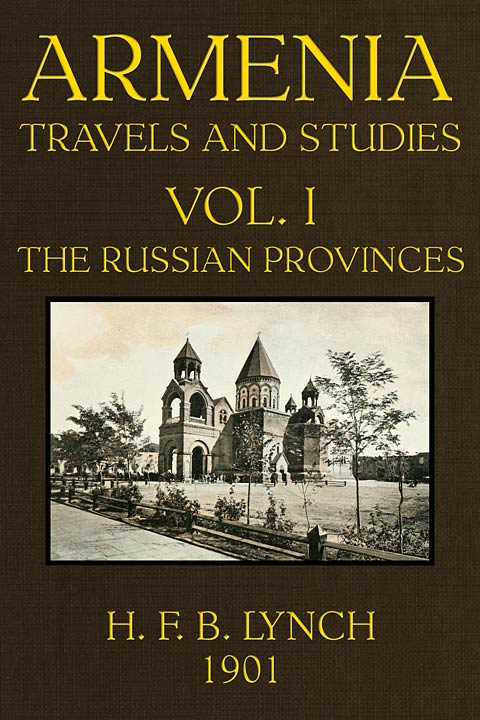 ARMENIA
TRAVELS AND STUDIES
VOL. I
THE RUSSIAN PROVINCES
H. F. B. LYNCH
1901